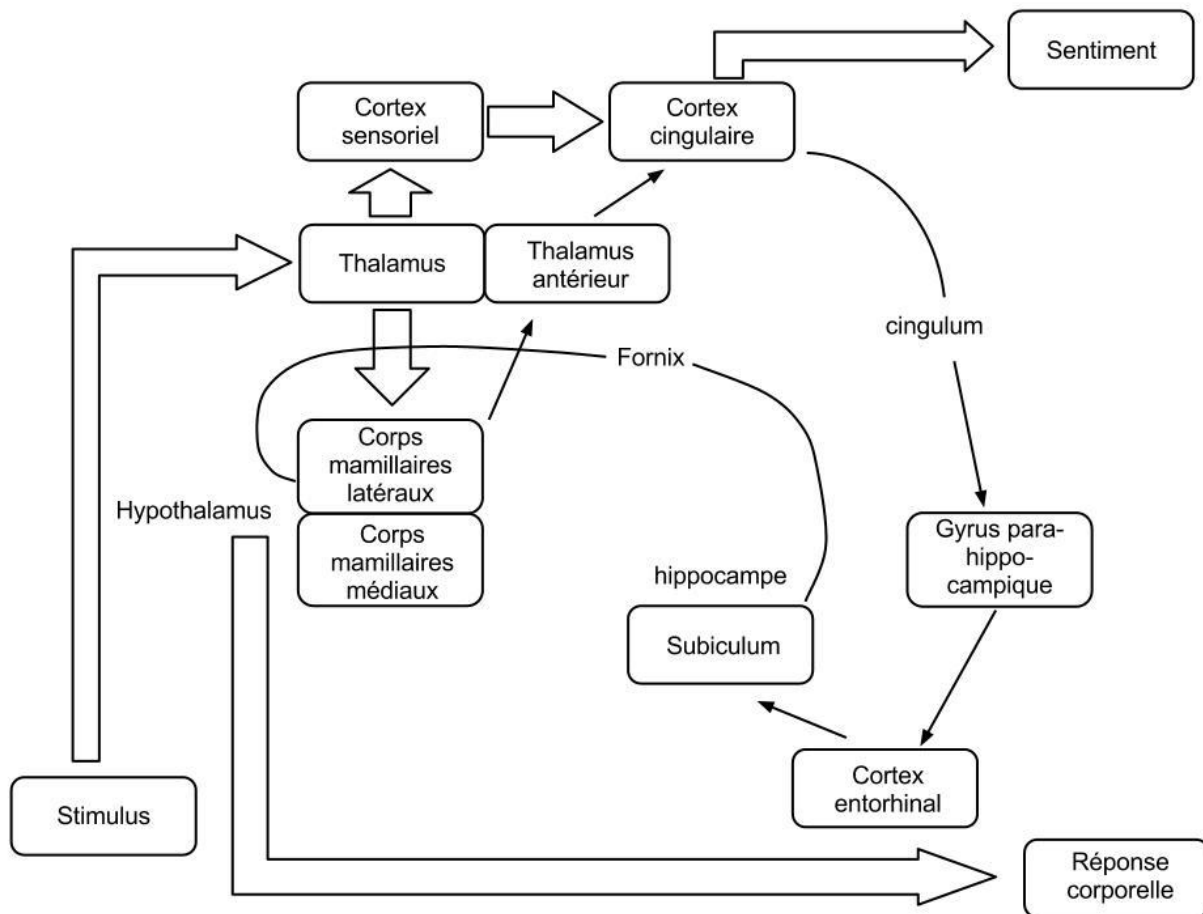 Sentiment
Cortex
sensoriel
Cortex
cingulaire
Thalamus
Thalamus
antérieur
cingulum
Fornix
Corps
mamillaires
latéraux
Hypothalamus
Corps
mamillaires
médiaux
Gyrus para-
hippo-
campique
hippocampe
Subiculum
Cortex
entorhinal
Stimulus
Réponse
corporelle